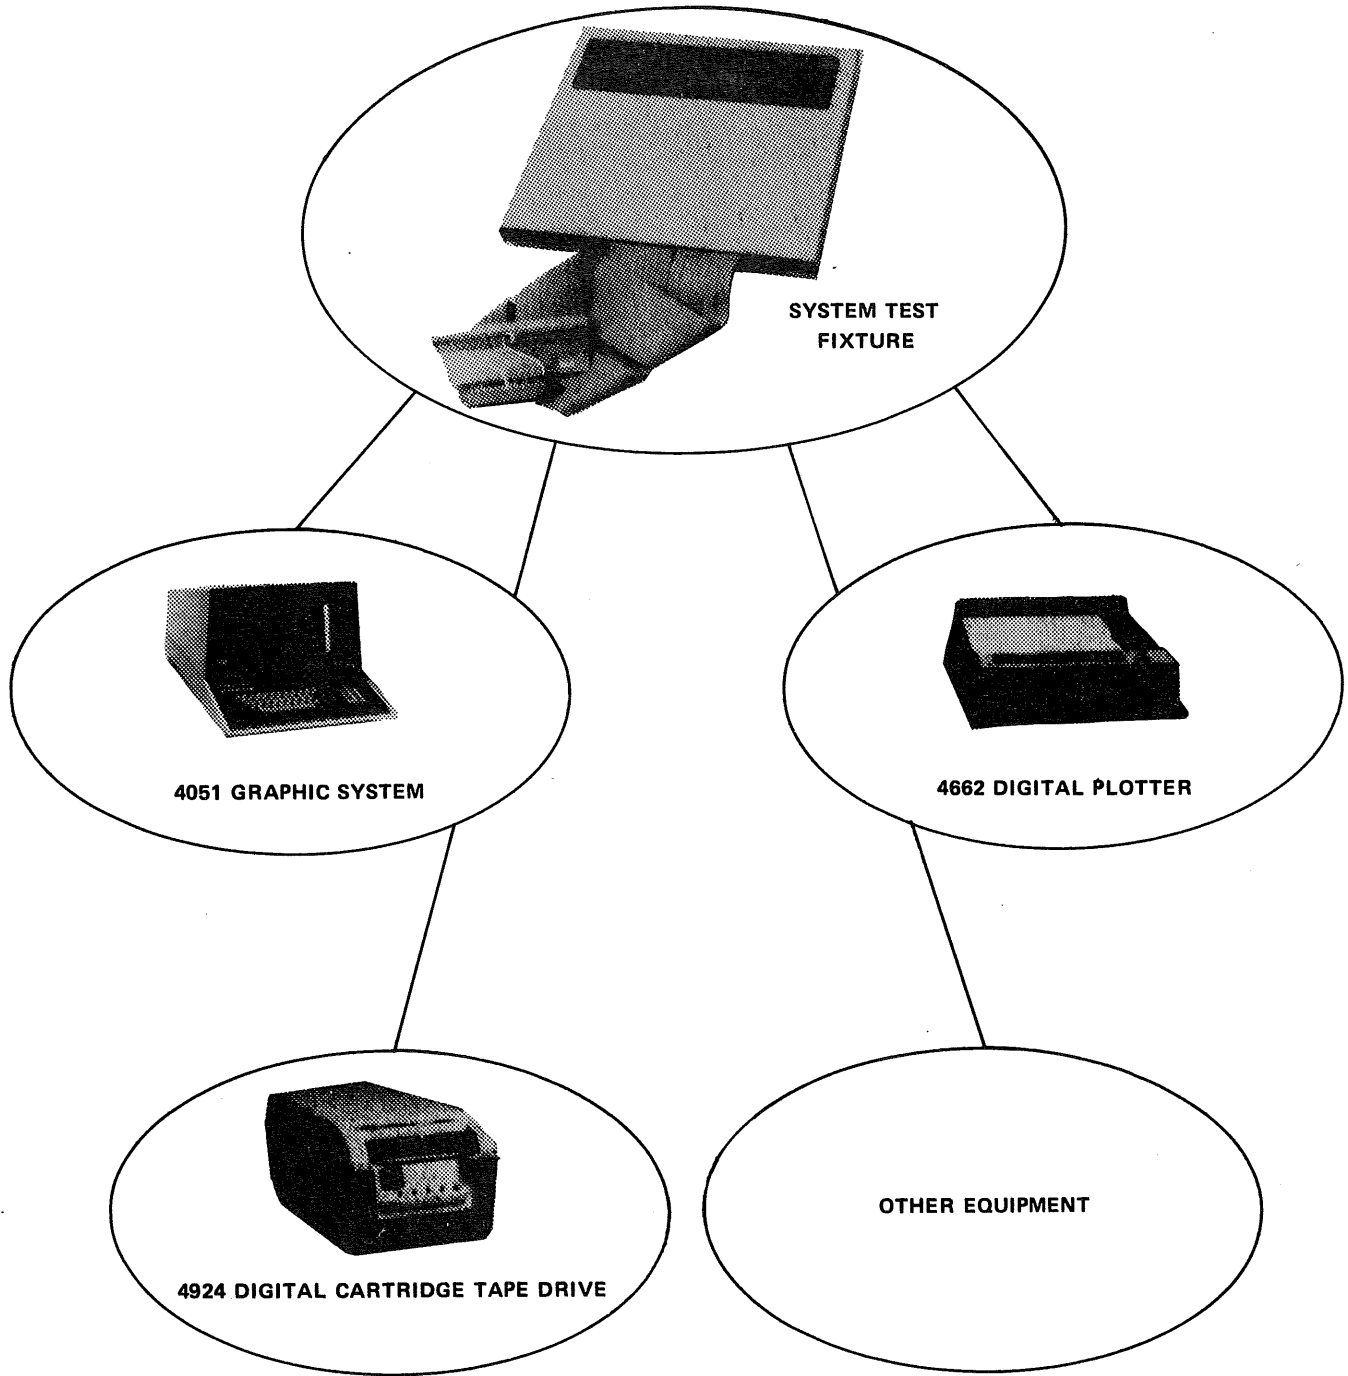 SYSTEM TEST
FIXTURE
4051 GRAPHIC SYSTEM
4662 DIGITAL PLOTTER
4924 DIGITAL CARTRIDGE TAPE DRIVE
OTHER EQUIPMENT